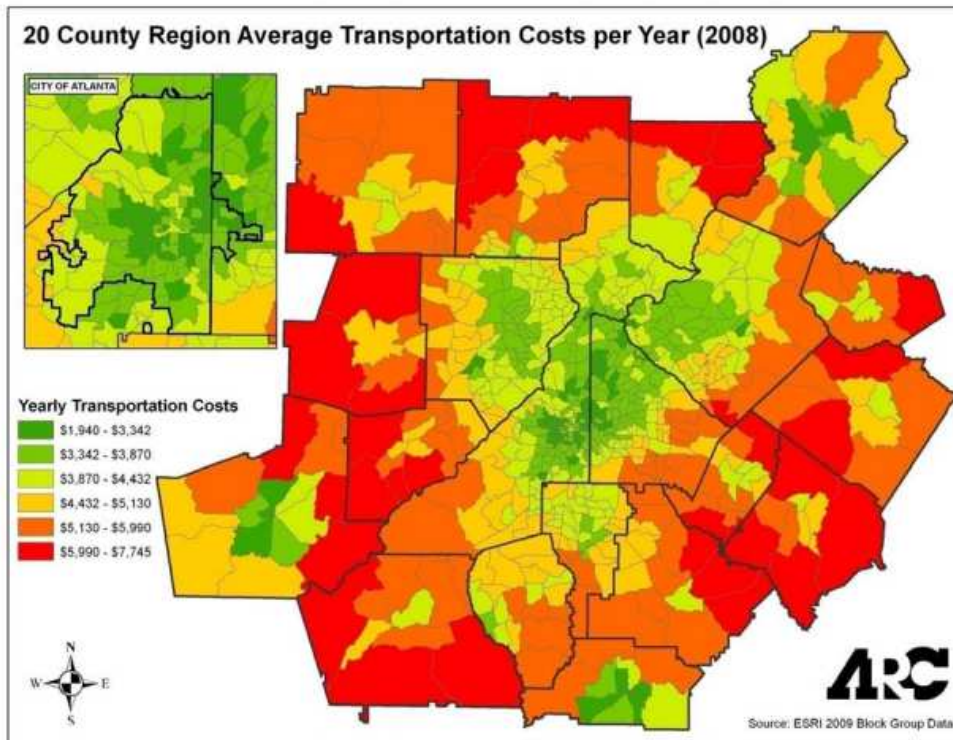 20 County Region Average Transportation Costs per Year (2008)
CITY OF ATLANTA
Yearly Transportation Costs
$1,940 - $3,342
$3,342 - $3,870
$3,870 - $4,432
$4,432 - $5,130
$5,130 - $5,990
$5,990 - $7,745
N
W E
S
ARC
Source: ESRI 2009 Block Group Data